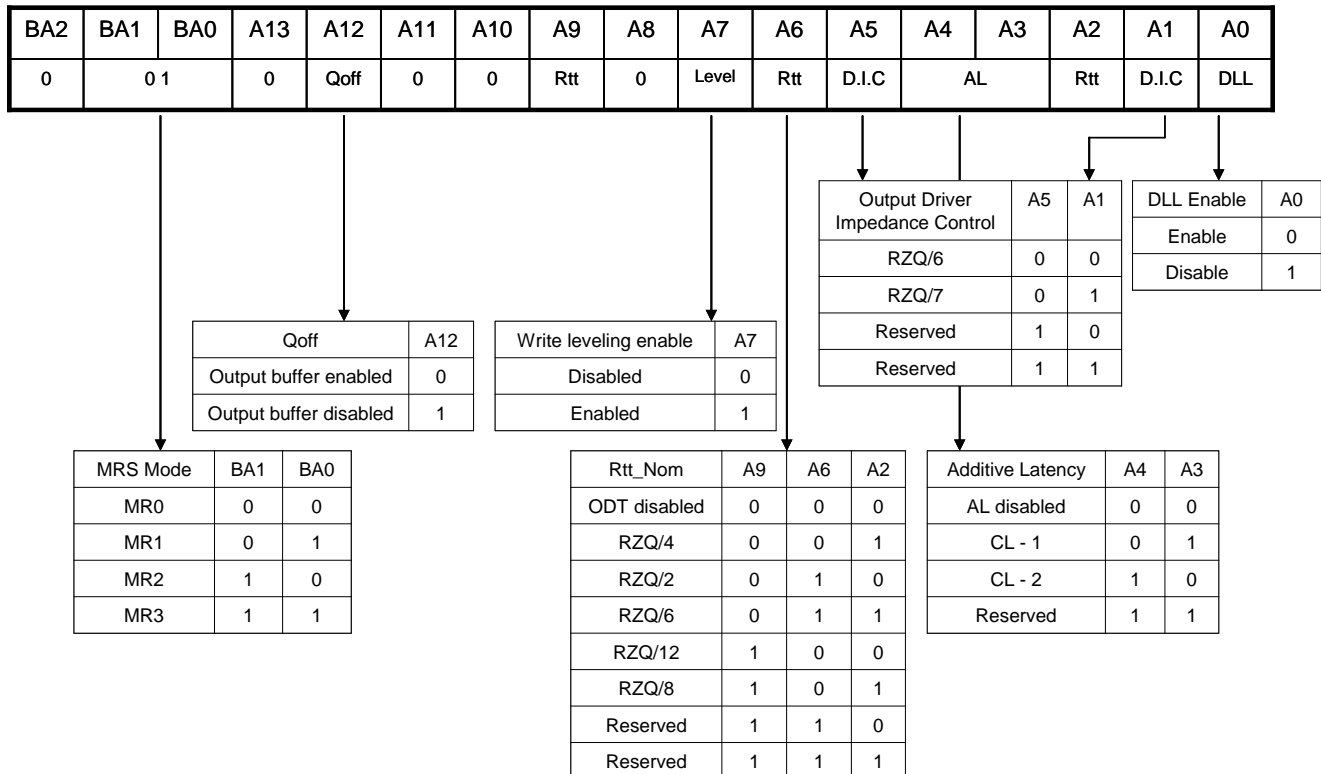 BA2 BA1 BA0 A13 A12 A11 A10 A9 A8 A7 A6 A5 A4 A3 A2 A1 A0
0 0 1 0 Qoff 0 0 Rtt 0 Level Rtt D.I.C AL Rtt D.I.C DLL
Output Driver Impedance Control A5 A1
RZQ/6 0 0
RZQ/7 0 1
Reserved 1 0
Reserved 1 1
DLL Enable A0
Enable 0
Disable 1
Qoff A12
Output buffer enabled 0
Output buffer disabled 1
Write leveling enable A7
Disabled 0
Enabled 1
MRS Mode BA1 BA0
MR0 0 0
MR1 0 1
MR2 1 0
MR3 1 1
Rtt_Nom A9 A6 A2
ODT disabled 0 0 0
RZQ/4 0 0 1
RZQ/2 0 1 0
RZQ/6 0 1 1
RZQ/12 1 0 0
RZQ/8 1 0 1
Reserved 1 1 0
Reserved 1 1 1
Additive Latency A4 A3
AL disabled 0 0
CL - 1 0 1
CL - 2 1 0
Reserved 1 1